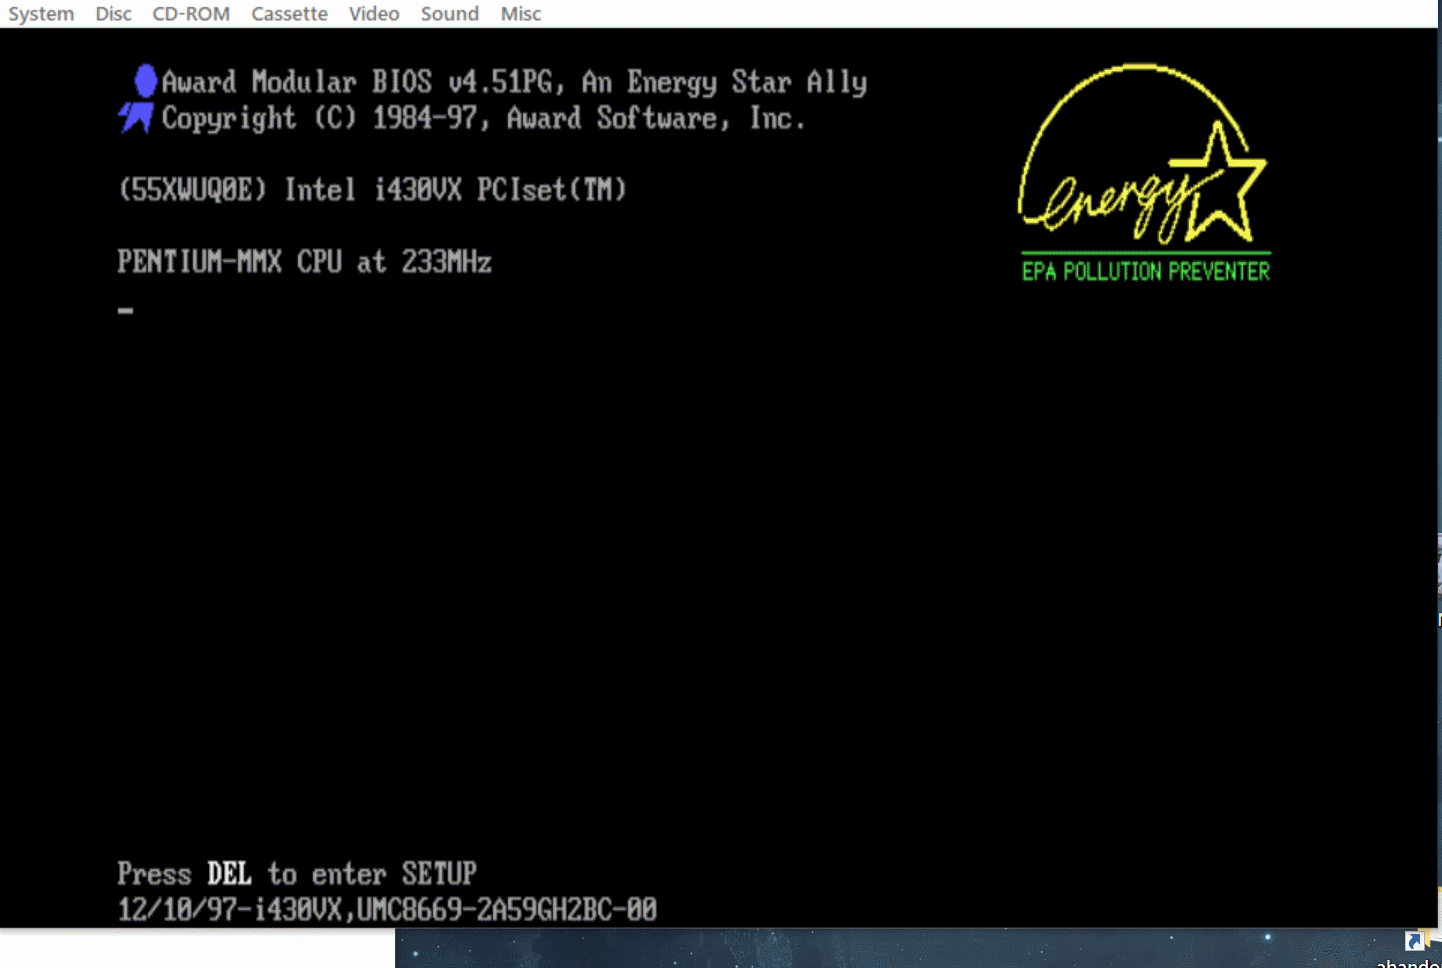 System Disc CD-ROM Cassette Video Sound Misc
Award Modular BIOS v4.51PG, An Energy Star Ally
Copyright (C) 1984-97, Award Software, Inc.
energy
EPA POLLUTION PREVENTER
(55XWUQ0E) Intel i430VX PCIset(TM)
PENTIUM-MMX CPU at 233MHz
Press DEL to enter SETUP
12/10/97-i430VX,UMC8669-2A59GH2BC-00